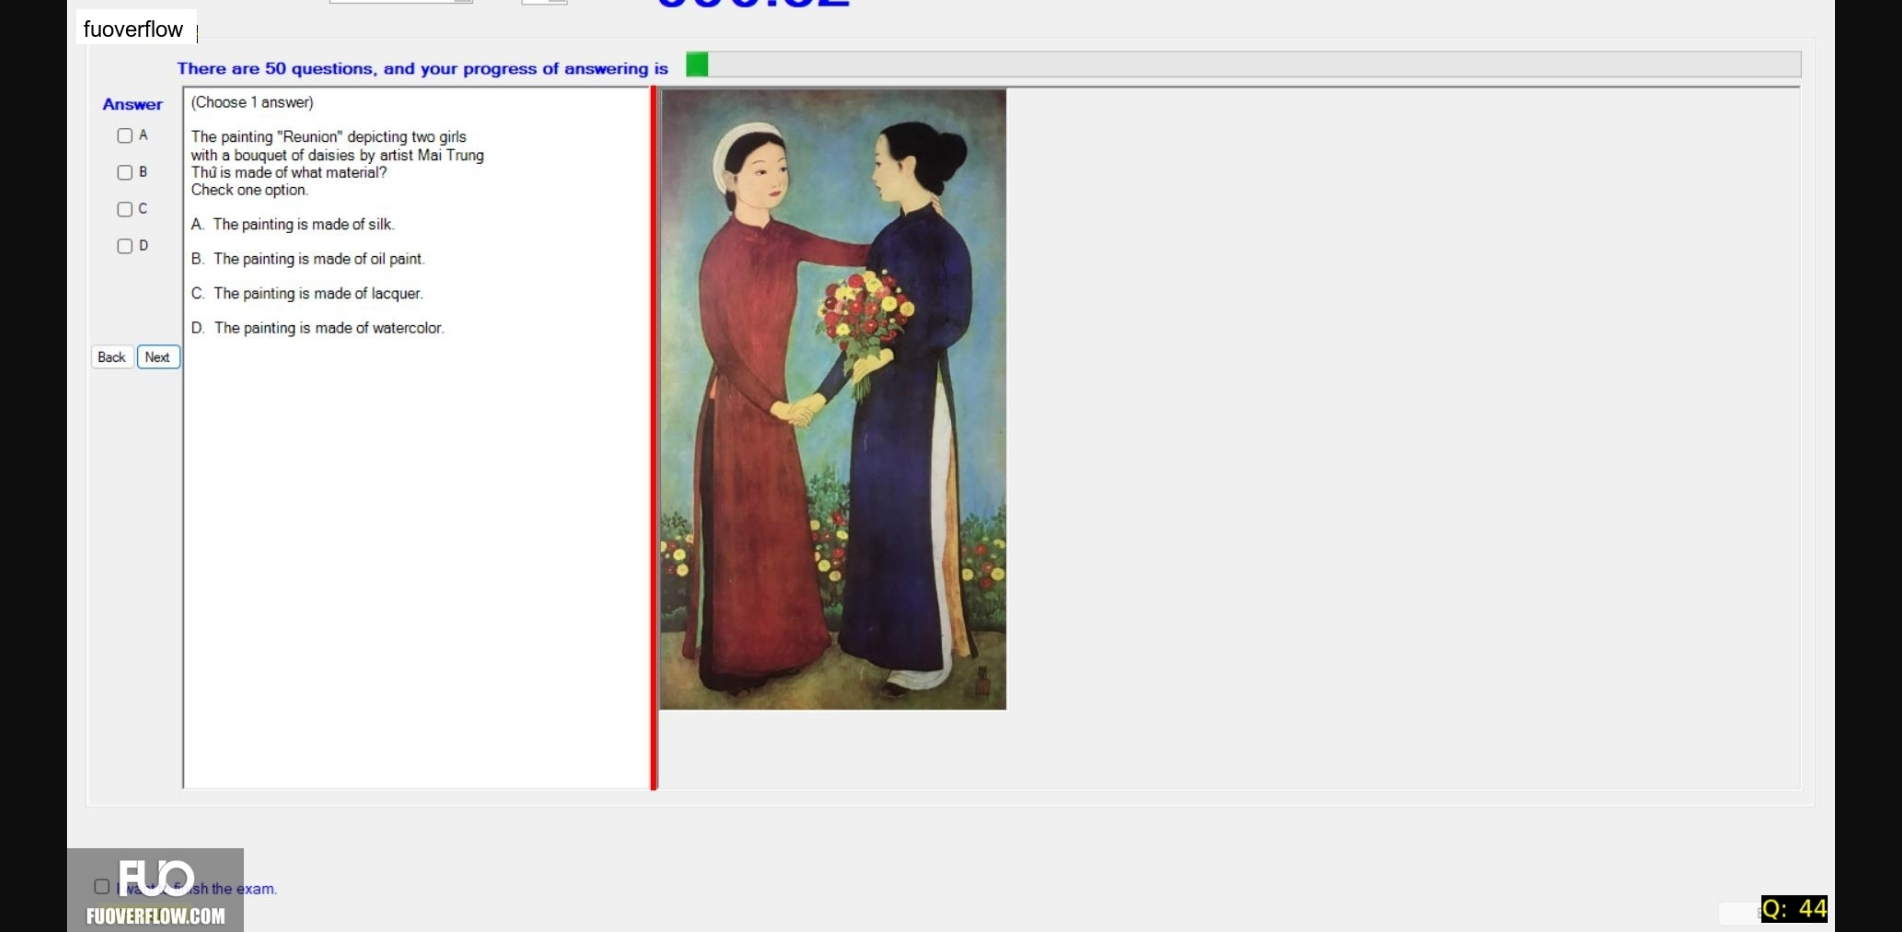 fuoverflow
There are 50 questions, and your progress of answering is
Answer
A
B
C
D
Back
Next
(Choose 1 answer)
The painting "Reunion" depicting two girls
with a bouquet of daisies by artist Mai Trung
Thứ is made of what material?
Check one option.
A. The painting is made of silk.
B. The painting is made of oil paint.
C. The painting is made of lacquer.
D. The painting is made of watercolor.
FUO
finish the exam.
FUOVERFLOW.COM
Q: 44